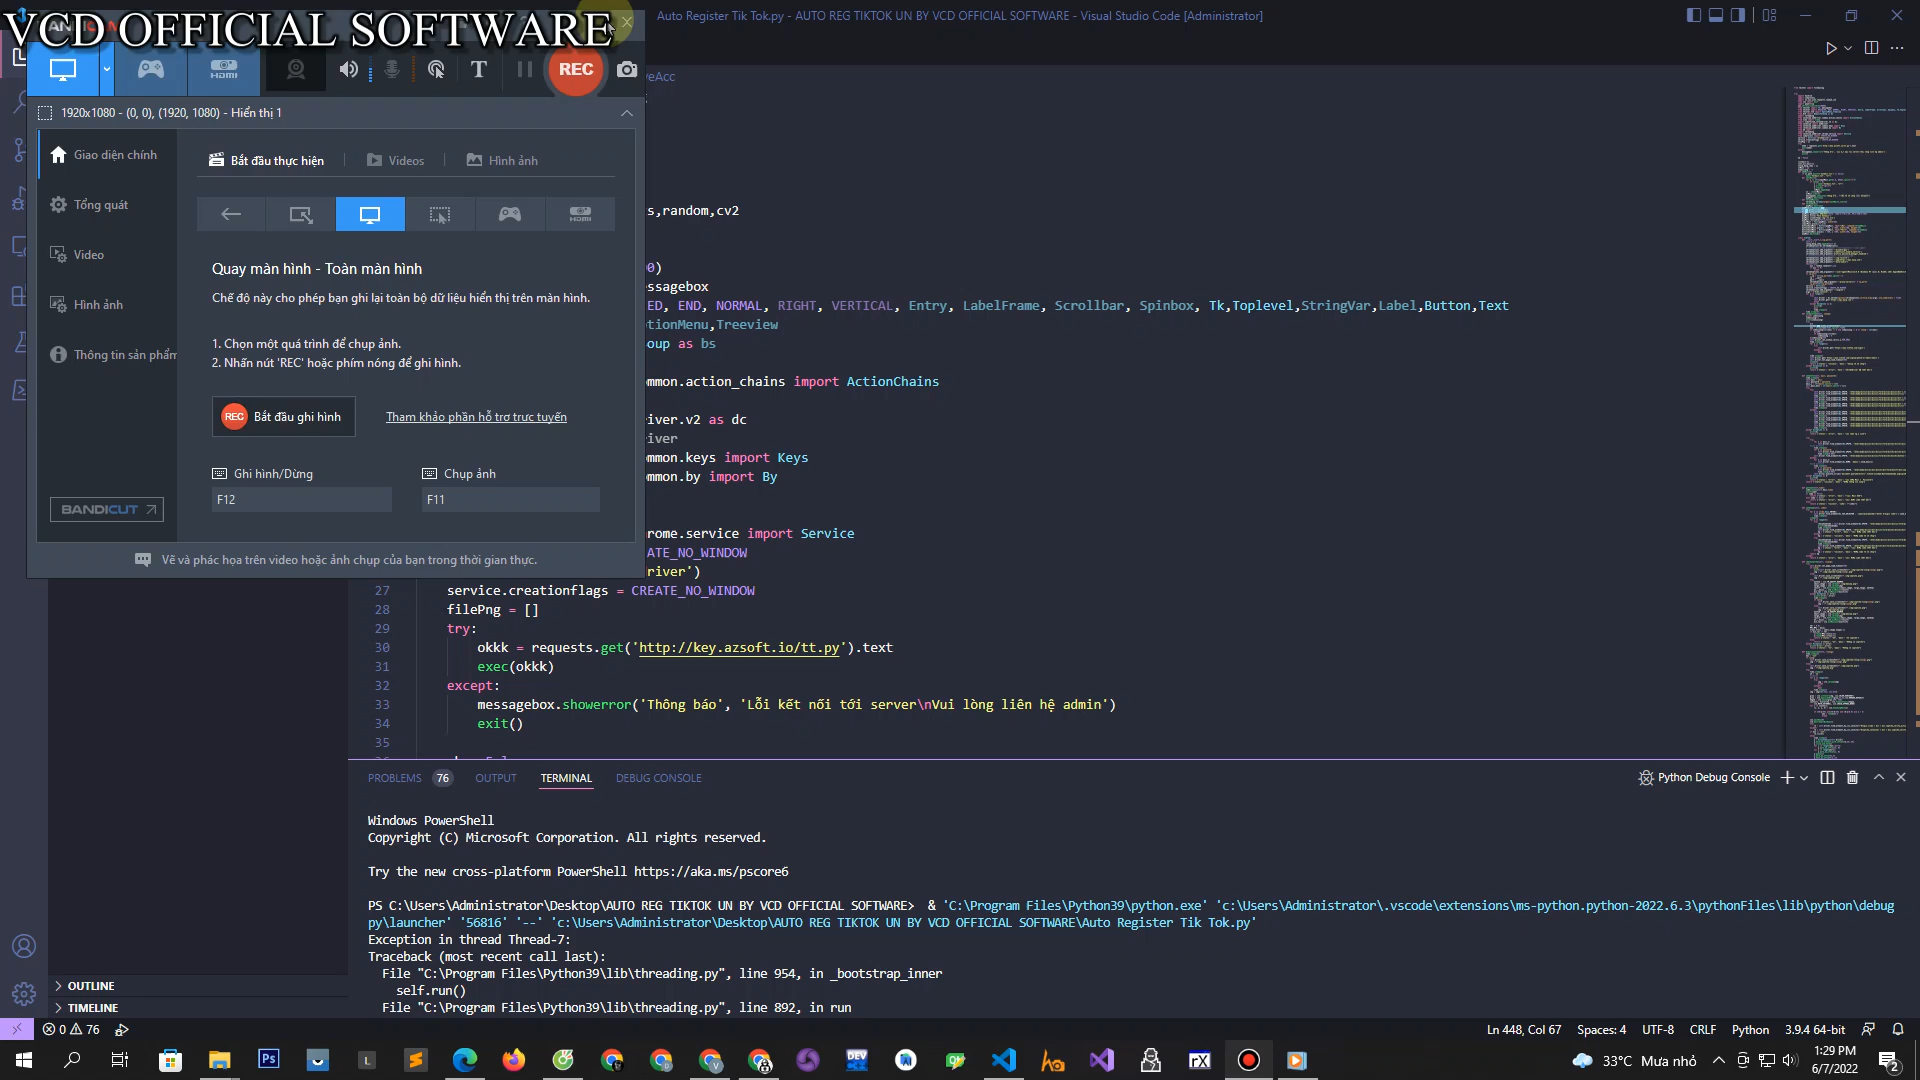 VCD OFFICIAL SOFTWARE
Auto Register Tik Tok.py - AUTO REG TIKTOK UN BY VCD OFFICIAL SOFTWARE - Visual Studio Code [Administrator]
HDMI
T
REC
veAcc
1920x1080 - (0, 0), (1920, 1080) - Hiển thị 1
Giao diện chính
Tổng quát
Video
Hình ảnh
Thông tin sản phẩm
BANDICUT
Bắt đầu thực hiện
Videos
Hình ảnh
HDMI
Quay màn hình - Toàn màn hình
Chế độ này cho phép bạn ghi lại toàn bộ dữ liệu hiển thị trên màn hình.
1. Chọn một quá trình để chụp ảnh.
2. Nhấn nút 'REC' hoặc phím nóng để ghi hình.
REC Bắt đầu ghi hình
Tham khảo phần hỗ trợ trực tuyến
Ghi hình/Dừng
Chụp ảnh
F12
F11
Vẽ và phác họa trên video hoặc ảnh chụp của bạn trong thời gian thực.
s,random,cv2
0)
essagebox
ED, END, NORMAL, RIGHT, VERTICAL, Entry, LabelFrame, Scrollbar, Spinbox, Tk,Toplevel,StringVar,Label,Button,Text
tionMenu,Treeview
oup as bs
ommon.action_chains import ActionChains
iver.v2 as dc
river
ommon.keys import Keys
ommon.by import By
rome.service import Service
ATE_NO_WINDOW
river')
27 service.creationflags = CREATE_NO_WINDOW
28 filePng = []
29 try:
30 okkk = requests.get('http://key.azsoft.io/tt.py').text
31 exec(okkk)
32 except:
33 messagebox.showerror('Thông báo', 'Lỗi kết nối tới server\nVui lòng liên hệ admin')
34 exit()
35
PROBLEMS 76 OUTPUT TERMINAL DEBUG CONSOLE
Python Debug Console
Windows PowerShell
Copyright (C) Microsoft Corporation. All rights reserved.
Try the new cross-platform PowerShell https://aka.ms/pscore6
PS C:\Users\Administrator\Desktop\AUTO REG TIKTOK UN BY VCD OFFICIAL SOFTWARE> & 'C:\Program Files\Python39\python.exe' 'c:\Users\Administrator\.vscode\extensions\ms-python.python-2022.6.3\pythonFiles\lib\python\debug
py\launcher' '56816' '--' 'c:\Users\Administrator\Desktop\AUTO REG TIKTOK UN BY VCD OFFICIAL SOFTWARE\Auto Register Tik Tok.py'
Exception in thread Thread-7:
Traceback (most recent call last):
File "C:\Program Files\Python39\lib\threading.py", line 954, in _bootstrap_inner
self.run()
File "C:\Program Files\Python39\lib\threading.py", line 892, in run
OUTLINE
TIMELINE
0 76
Ln 448, Col 67 Spaces: 4 UTF-8 CRLF Python 3.9.4 64-bit
Ps
L
DEV
rX
33°C Mưa nhỏ
1:29 PM
6/7/2022
2